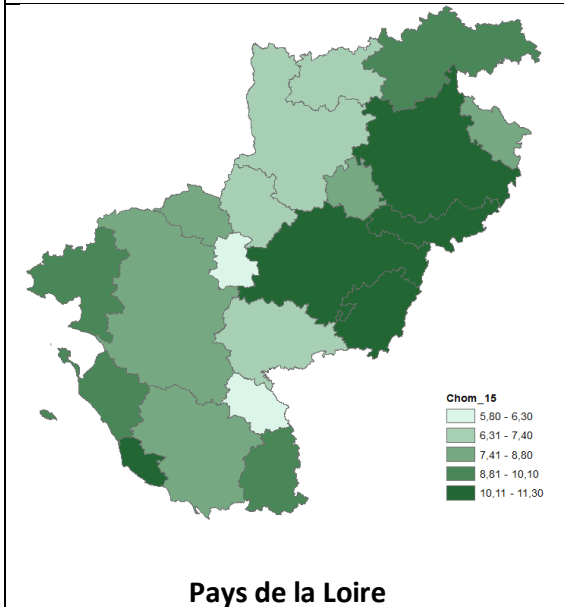 Chom_15
5,80 - 6,30
6,31 - 7,40
7,41 - 8,80
8,81 - 10,10
10,11 - 11,30
Pays de la Loire